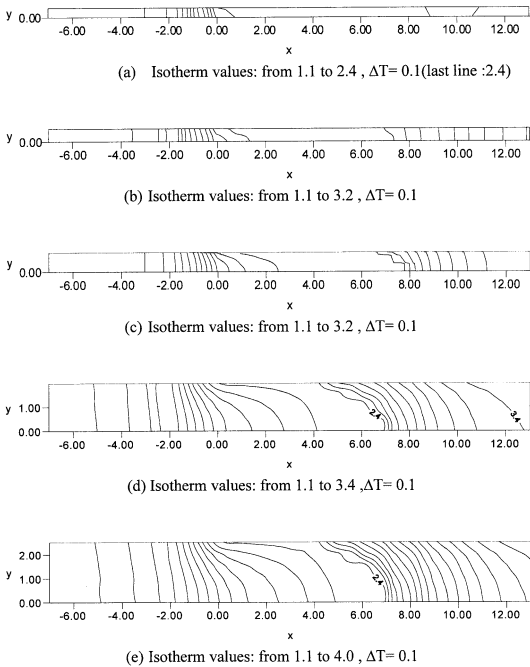 y 0.00
-6.00 -4.00 -2.00 0.00 2.00 4.00 6.00 8.00 10.00 12.00
x
(a) Isotherm values: from 1.1 to 2.4 , ΔT= 0.1(last line :2.4)
y 0.00
-6.00 -4.00 -2.00 0.00 2.00 4.00 6.00 8.00 10.00 12.00
x
(b) Isotherm values: from 1.1 to 3.2 , ΔT= 0.1
y 0.00
-6.00 -4.00 -2.00 0.00 2.00 4.00 6.00 8.00 10.00 12.00
x
(c) Isotherm values: from 1.1 to 3.2 , ΔT= 0.1
y 1.00
2.4 3.4
0.00
-6.00 -4.00 -2.00 0.00 2.00 4.00 6.00 8.00 10.00 12.00
x
(d) Isotherm values: from 1.1 to 3.4 ,ΔT= 0.1
2.00
y 1.00
2.4
0.00
-6.00 -4.00 -2.00 0.00 2.00 4.00 6.00 8.00 10.00 12.00
x
(e) Isotherm values: from 1.1 to 4.0 , ΔT= 0.1